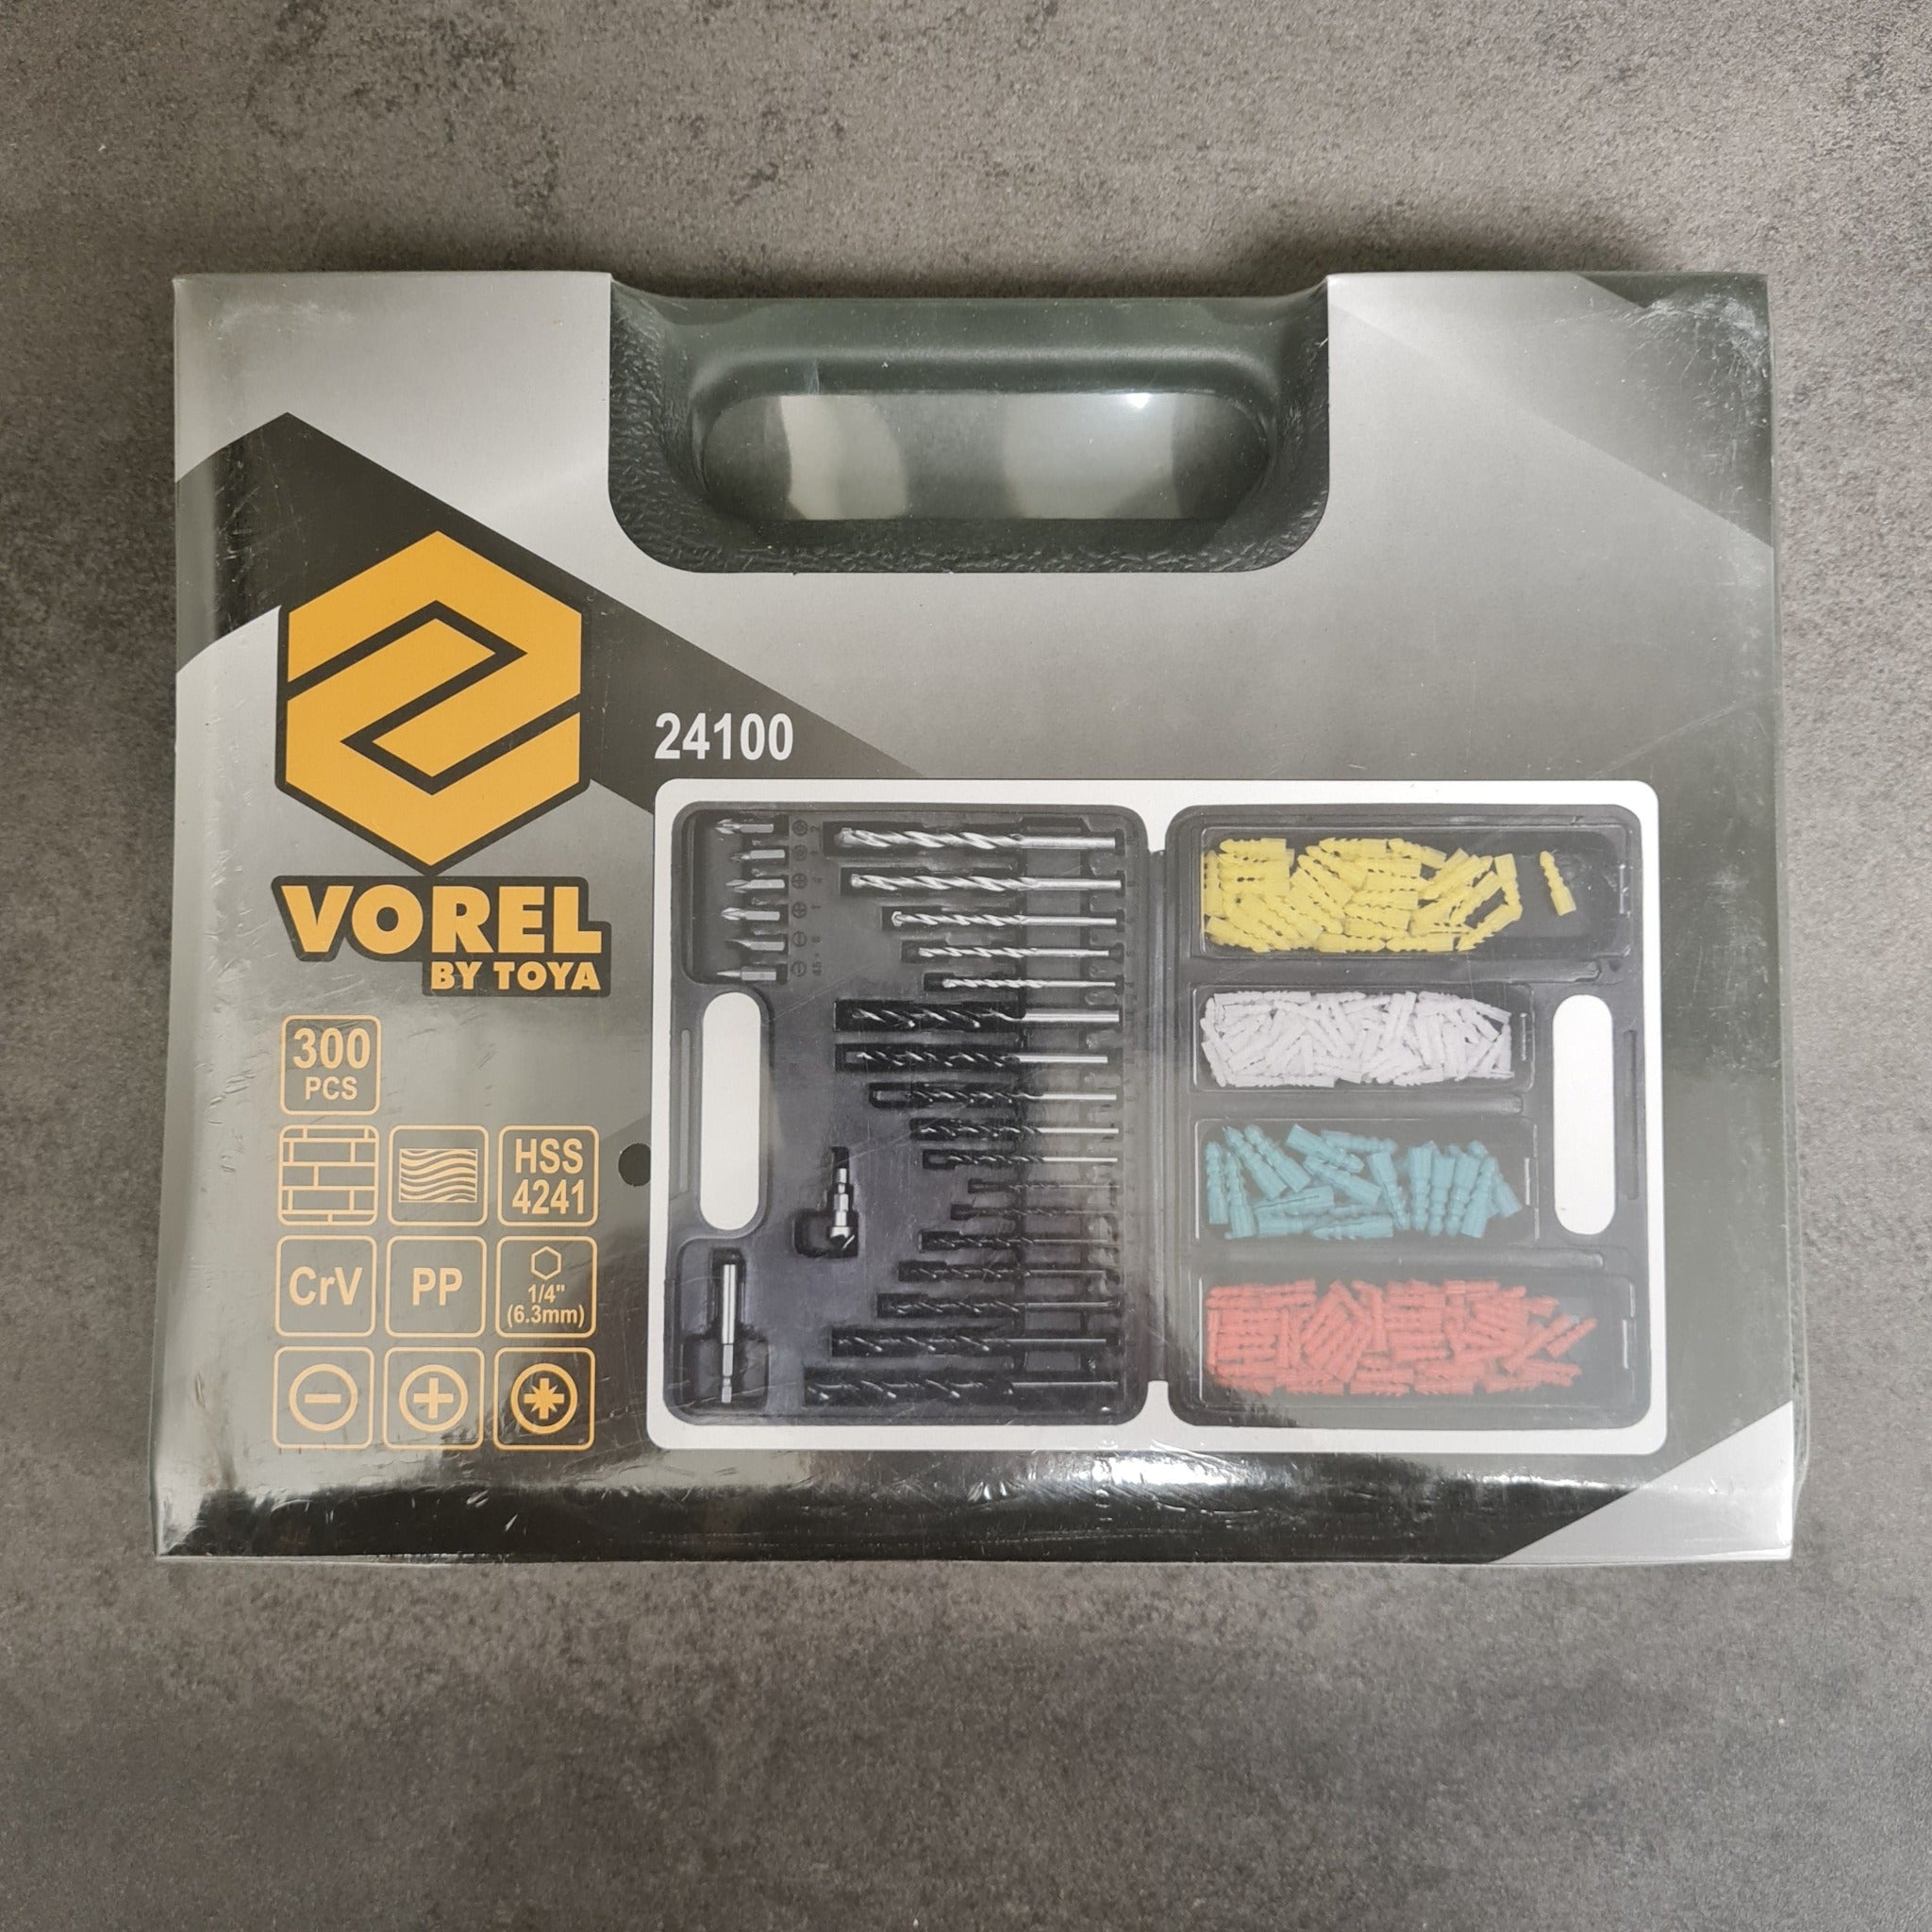 24100
VOREL
BY TOYA
300
PCS
HSS
4241
CrV
PP
1/4"
(6.3mm)